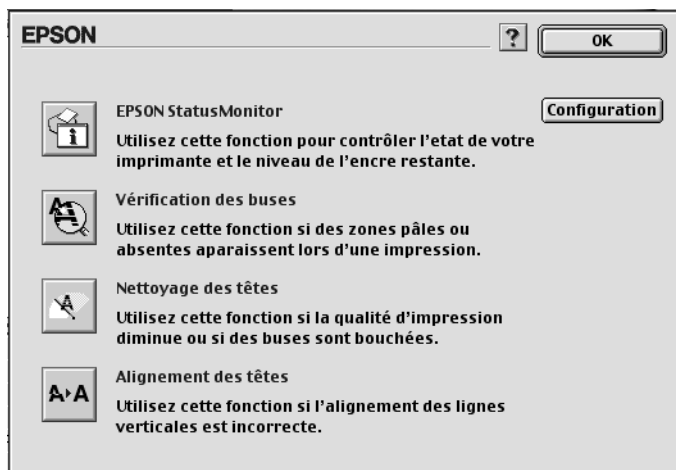 EPSON
?
OK
EPSON StatusMonitor
Configuration
Utilisez cette fonction pour contrôler l'etat de votre
imprimante et le niveau de l'encre restante.
Vérification des buses
Utilisez cette fonction si des zones pâles ou
absentes aparaissent lors d'une impression.
Nettoyage des têtes
Utilisez cette fonction si la qualité d'impression
diminue ou si des buses sont bouchées.
A▸A
Alignement des têtes
Utilisez cette fonction si l'alignement des lignes
verticales est incorrecte.